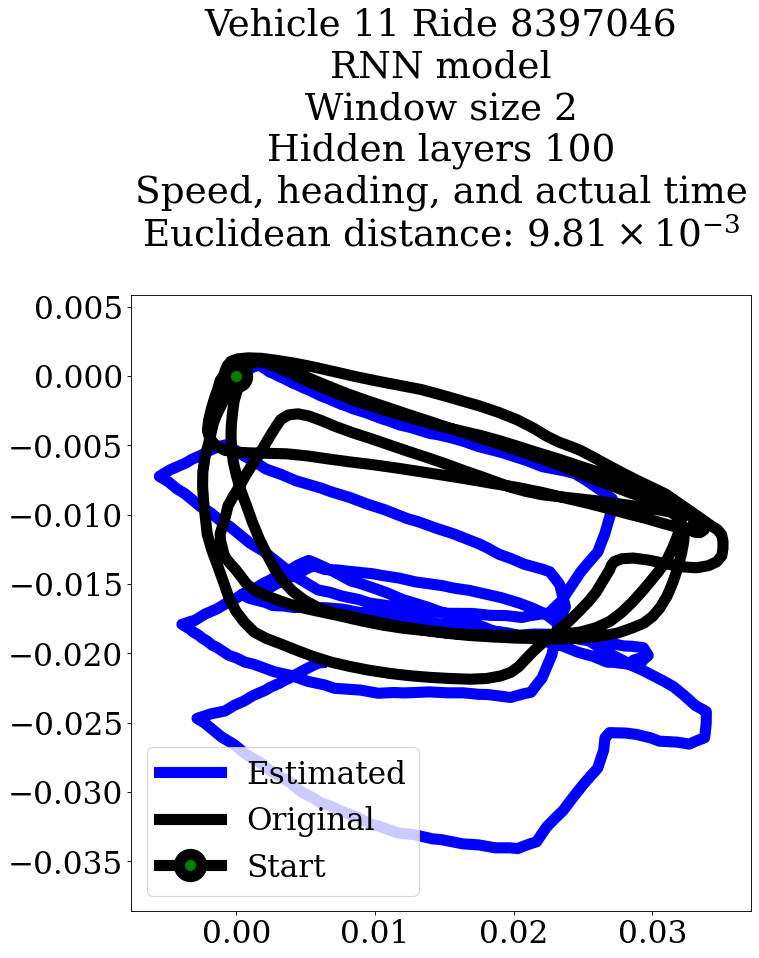 Vehicle 11 Ride 8397046
RNN model
Window size 2
Hidden layers 100
Speed, heading, and actual time
Euclidean distance: 9.81 × 10⁻³
0.005
0.000
−0.005
−0.010
−0.015
−0.020
−0.025
−0.030
−0.035
Estimated
Original
Start
0.00 0.01 0.02 0.03